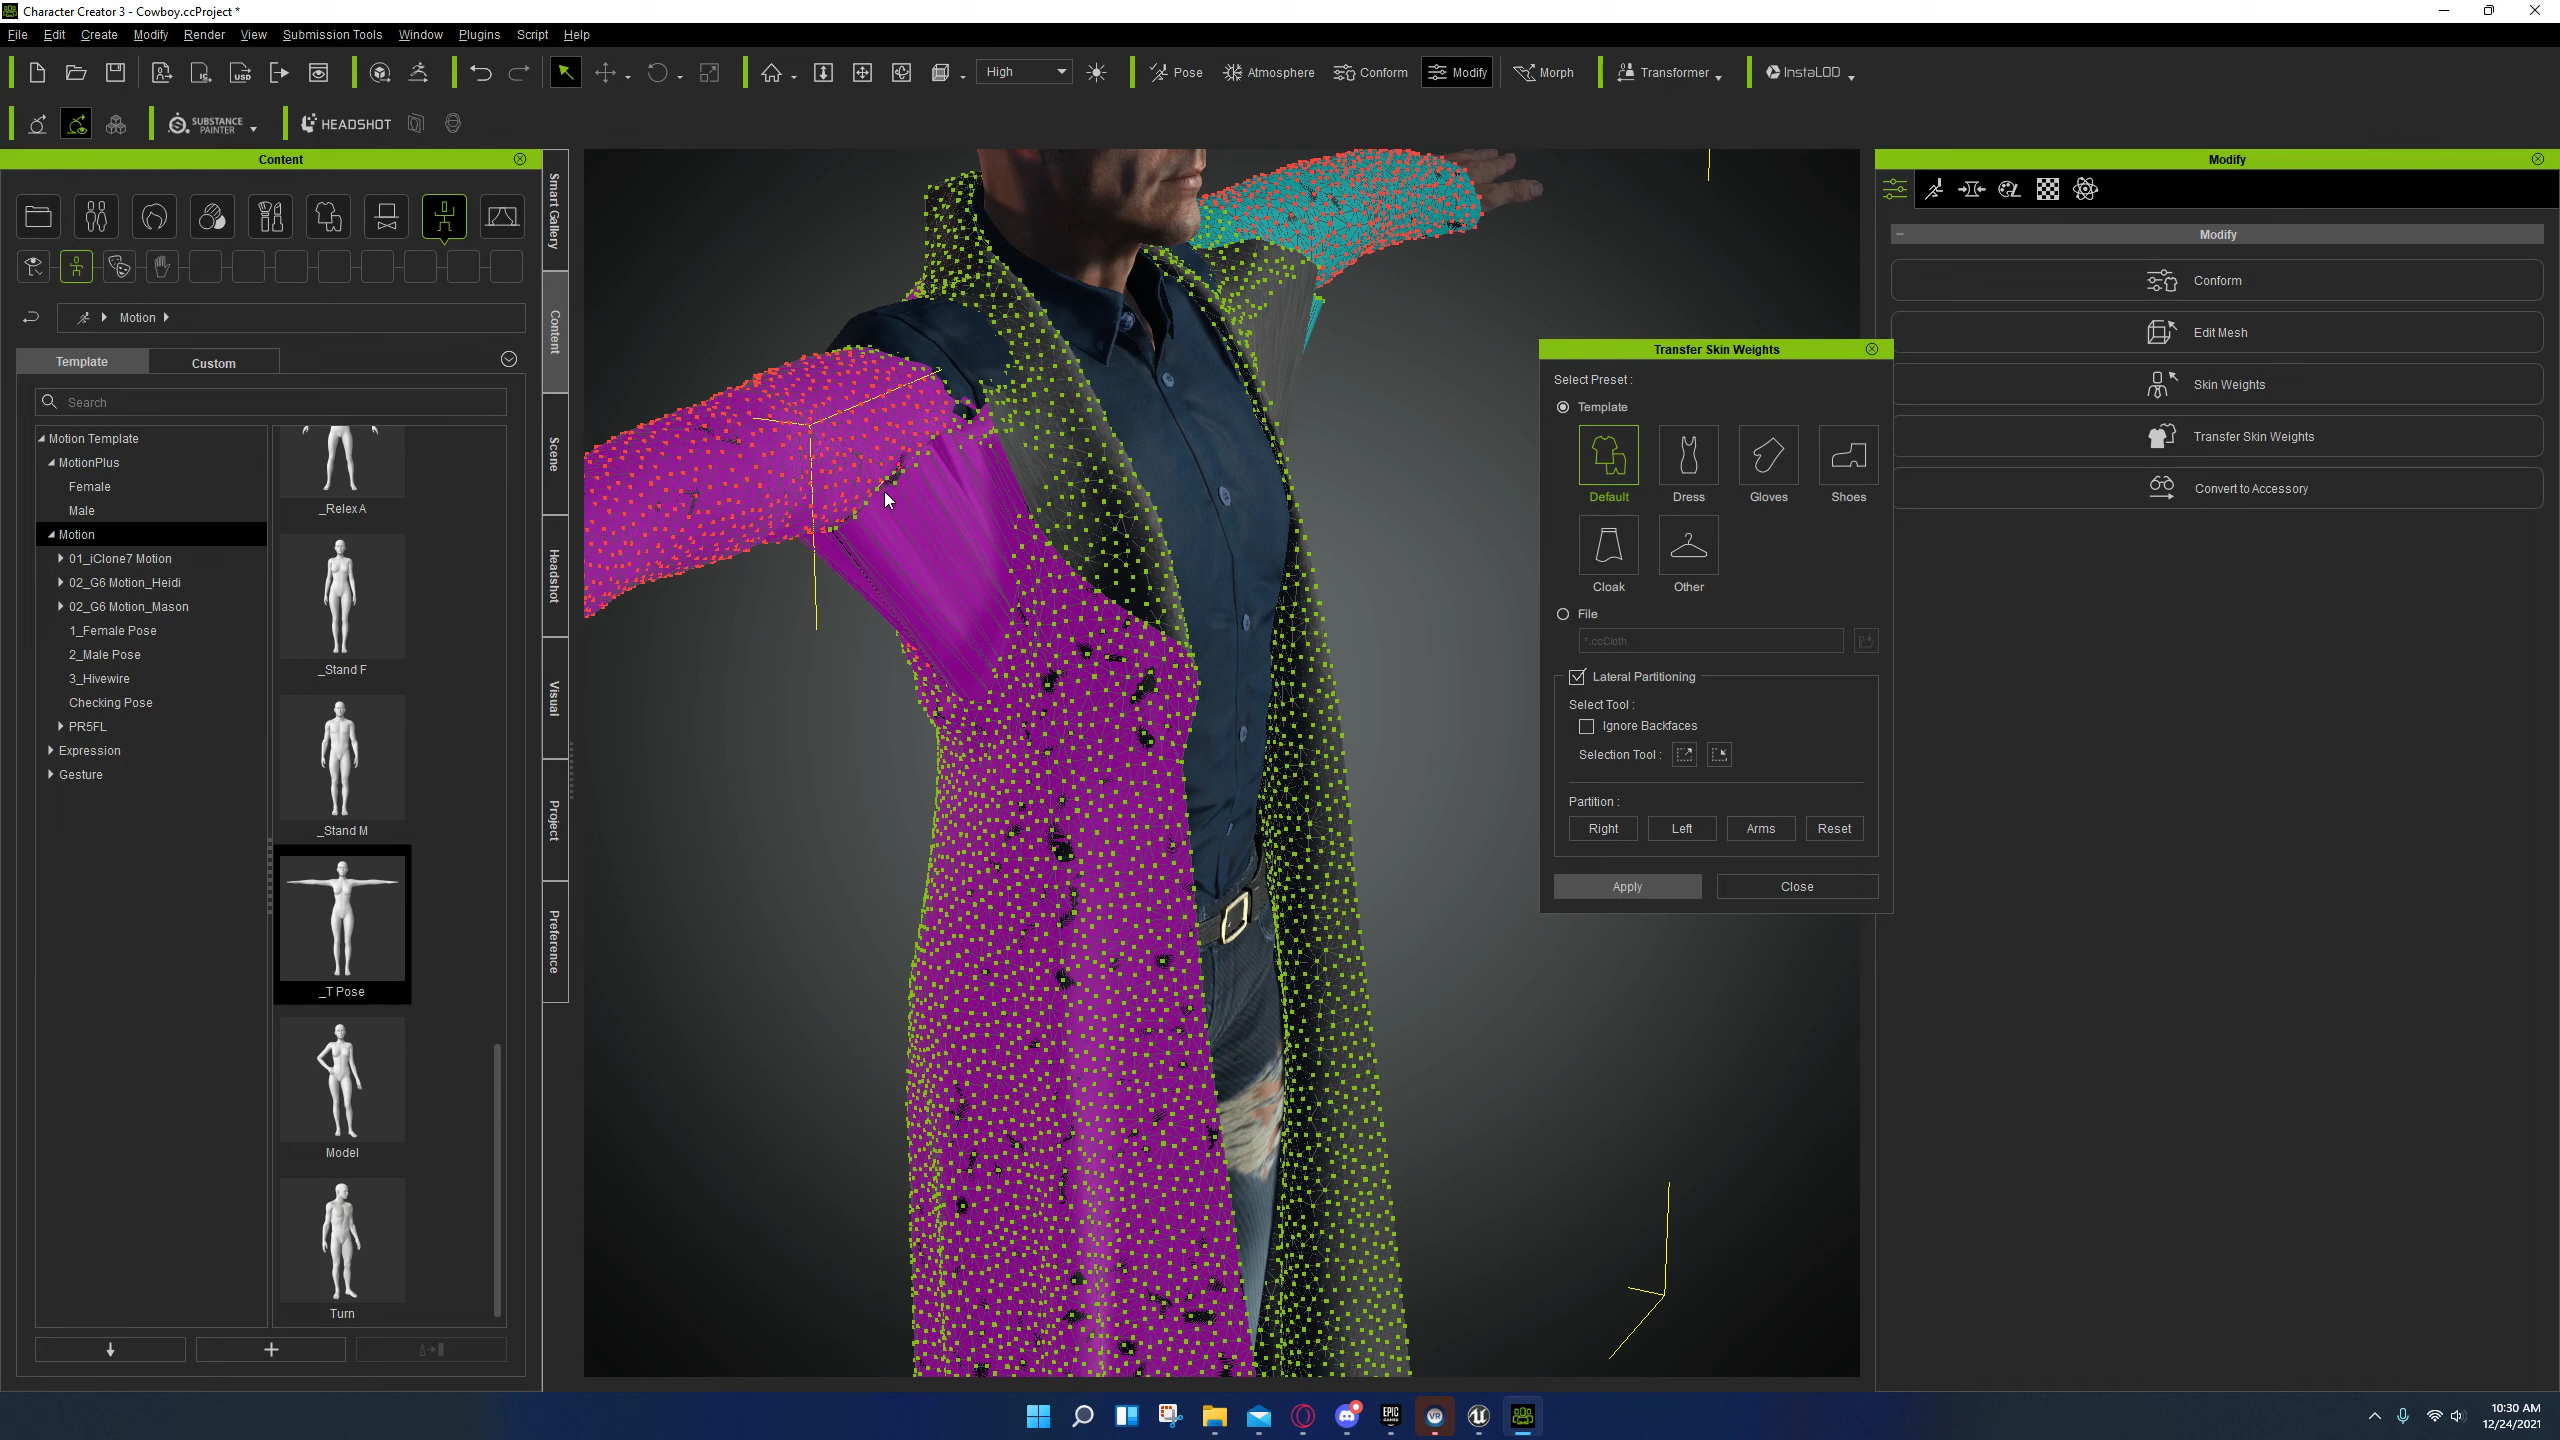 Character Creator 3 - Cowboy.ccProject *
File Edit Create Modify Render View Submission Tools Window Plugins Script Help
High Pose Atmosphere Conform Modify Morph Transformer InstaLOD
SUBSTANCE PAINTER HEADSHOT
Content
Motion
Template Custom
Search
Motion Template
MotionPlus
Female
Male
Motion
01_iClone7 Motion
02_G6 Motion_Heidi
02_G6 Motion_Mason
1_Female Pose
2_Male Pose
3_Hivewire
Checking Pose
PR5FL
Expression
Gesture
_RelexA
_Stand F
_Stand M
_T Pose
Model
Turn
Smart Gallery
Content
Scene
Headshot
Visual
Project
Preference
Transfer Skin Weights
Select Preset :
Template
Default Dress Gloves Shoes
Cloak Other
File
*.ccCloth
Lateral Partitioning
Select Tool :
Ignore Backfaces
Selection Tool :
Partition :
Right Left Arms Reset
Apply Close
Modify
Modify
Conform
Edit Mesh
Skin Weights
Transfer Skin Weights
Convert to Accessory
EPIC GAMES
VR
10:30 AM
12/24/2021